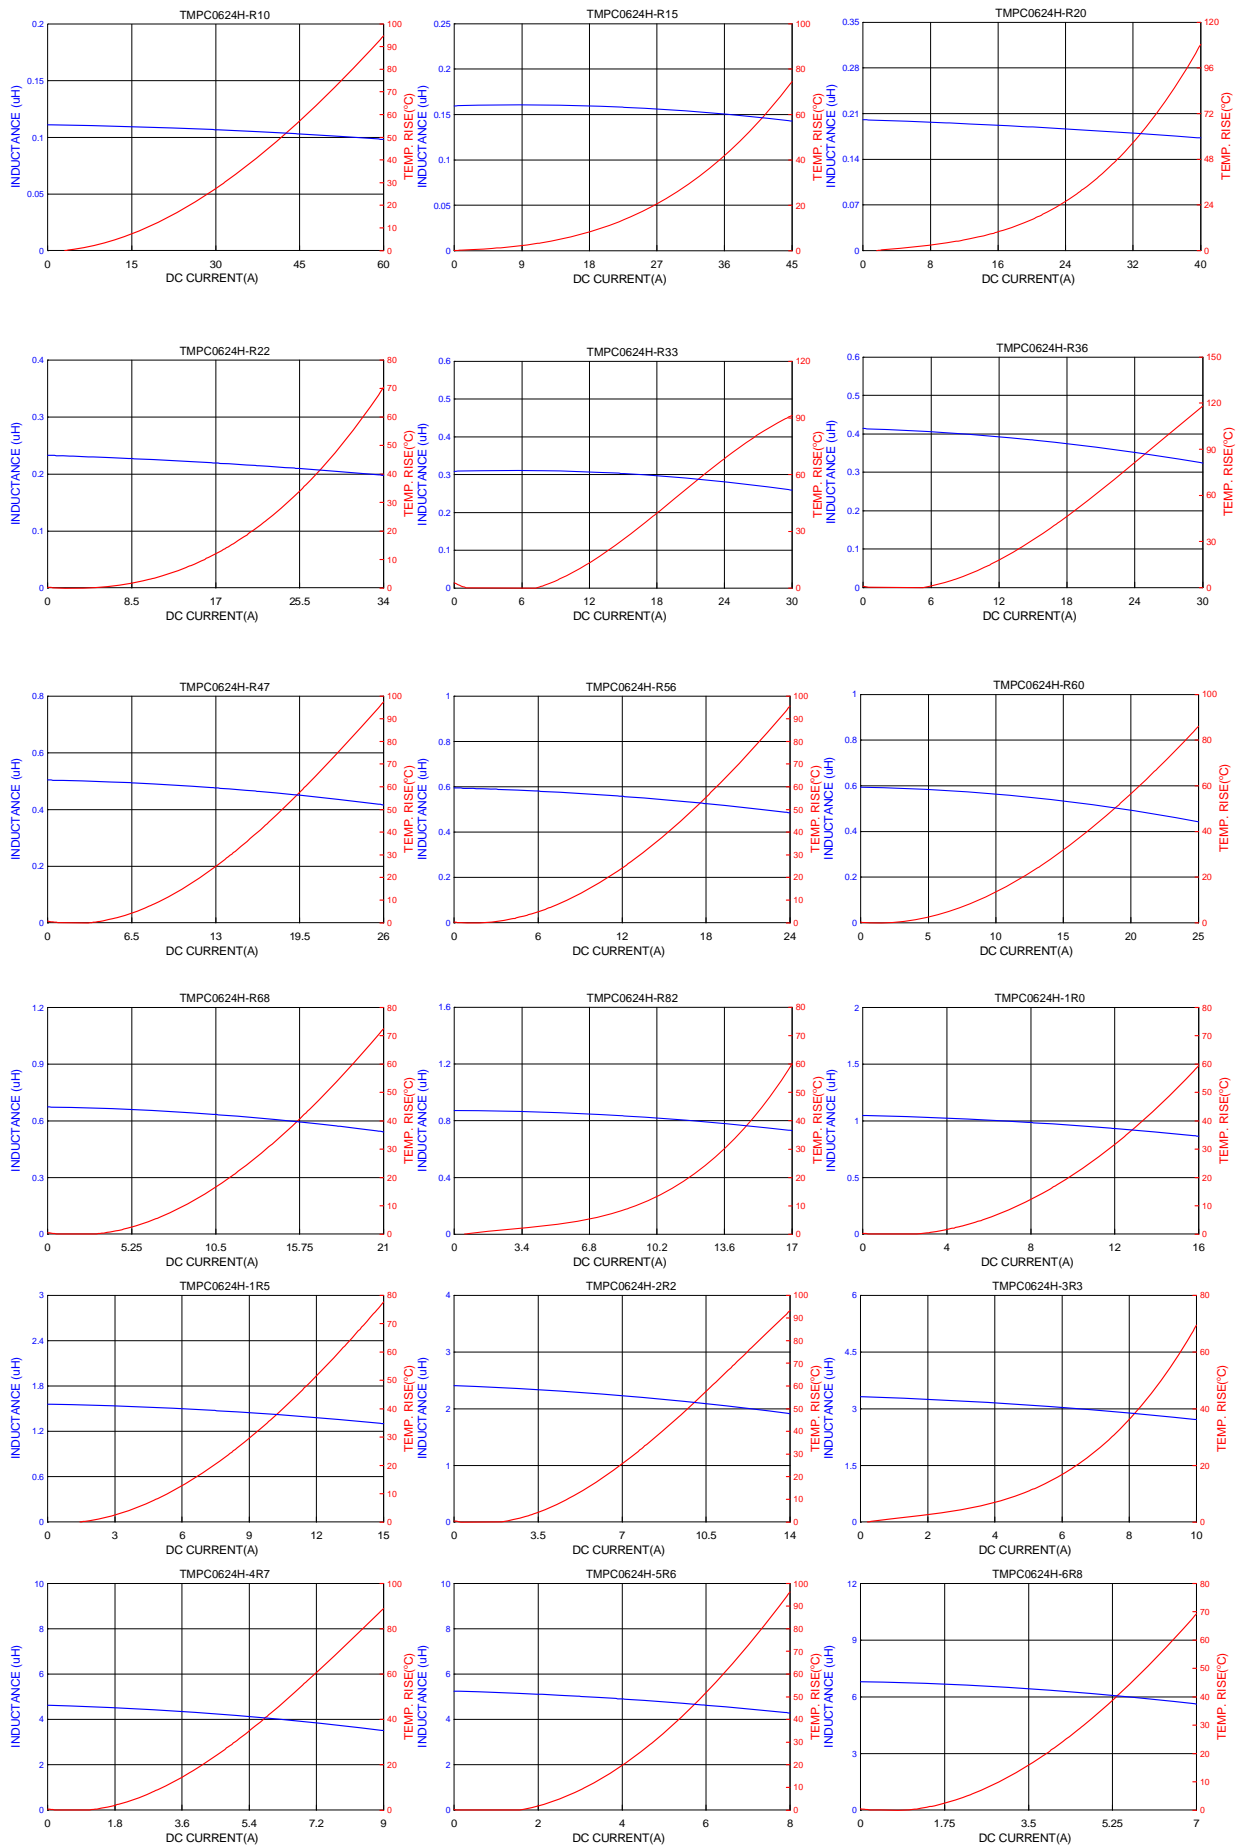 TMPC0624H-R10
INDUCTANCE (uH)
0.2
0.15
0.1
0.05
0
100
90
80
70
60
50
40
30
20
10
0
TEMP. RISE(°C)
0 15 30 45 60
DC CURRENT(A)
TMPC0624H-R15
INDUCTANCE (uH)
0.25
0.2
0.15
0.1
0.05
0
100
80
60
40
20
0
TEMP. RISE(°C)
0 9 18 27 36 45
DC CURRENT(A)
TMPC0624H-R20
INDUCTANCE (uH)
0.35
0.28
0.21
0.14
0.07
0
120
96
72
48
24
0
TEMP. RISE(°C)
0 8 16 24 32 40
DC CURRENT(A)
TMPC0624H-R22
INDUCTANCE (uH)
0.4
0.3
0.2
0.1
0
80
70
60
50
40
30
20
10
0
TEMP. RISE(°C)
0 8.5 17 25.5 34
DC CURRENT(A)
TMPC0624H-R33
INDUCTANCE (uH)
0.6
0.5
0.4
0.3
0.2
0.1
0
120
90
60
30
0
TEMP. RISE(°C)
0 6 12 18 24 30
DC CURRENT(A)
TMPC0624H-R36
INDUCTANCE (uH)
0.6
0.5
0.4
0.3
0.2
0.1
0
150
120
90
60
30
0
TEMP. RISE(°C)
0 6 12 18 24 30
DC CURRENT(A)
TMPC0624H-R47
INDUCTANCE (uH)
0.8
0.6
0.4
0.2
0
100
90
80
70
60
50
40
30
20
10
0
TEMP. RISE(°C)
0 6.5 13 19.5 26
DC CURRENT(A)
TMPC0624H-R56
INDUCTANCE (uH)
1
0.8
0.6
0.4
0.2
0
100
90
80
70
60
50
40
30
20
10
0
TEMP. RISE(°C)
0 6 12 18 24
DC CURRENT(A)
TMPC0624H-R60
INDUCTANCE (uH)
1
0.8
0.6
0.4
0.2
0
100
80
60
40
20
0
TEMP. RISE(°C)
0 5 10 15 20 25
DC CURRENT(A)
TMPC0624H-R68
INDUCTANCE (uH)
1.2
0.9
0.6
0.3
0
80
70
60
50
40
30
20
10
0
TEMP. RISE(°C)
0 5.25 10.5 15.75 21
DC CURRENT(A)
TMPC0624H-R82
INDUCTANCE (uH)
1.6
1.2
0.8
0.4
0
80
70
60
50
40
30
20
10
0
TEMP. RISE(°C)
0 3.4 6.8 10.2 13.6 17
DC CURRENT(A)
TMPC0624H-1R0
INDUCTANCE (uH)
2
1.5
1
0.5
0
80
70
60
50
40
30
20
10
0
TEMP. RISE(°C)
0 4 8 12 16
DC CURRENT(A)
TMPC0624H-1R5
INDUCTANCE (uH)
3
2.4
1.8
1.2
0.6
0
80
70
60
50
40
30
20
10
0
TEMP. RISE(°C)
0 3 6 9 12 15
DC CURRENT(A)
TMPC0624H-2R2
INDUCTANCE (uH)
4
3
2
1
0
100
90
80
70
60
50
40
30
20
10
0
TEMP. RISE(°C)
0 3.5 7 10.5 14
DC CURRENT(A)
TMPC0624H-3R3
INDUCTANCE (uH)
6
4.5
3
1.5
0
80
60
40
20
0
TEMP. RISE(°C)
0 2 4 6 8 10
DC CURRENT(A)
TMPC0624H-4R7
INDUCTANCE (uH)
10
8
6
4
2
0
100
80
60
40
20
0
TEMP. RISE(°C)
0 1.8 3.6 5.4 7.2 9
DC CURRENT(A)
TMPC0624H-5R6
INDUCTANCE (uH)
10
8
6
4
2
0
100
90
80
70
60
50
40
30
20
10
0
TEMP. RISE(°C)
0 2 4 6 8
DC CURRENT(A)
TMPC0624H-6R8
INDUCTANCE (uH)
12
9
6
3
0
80
70
60
50
40
30
20
10
0
TEMP. RISE(°C)
0 1.75 3.5 5.25 7
DC CURRENT(A)